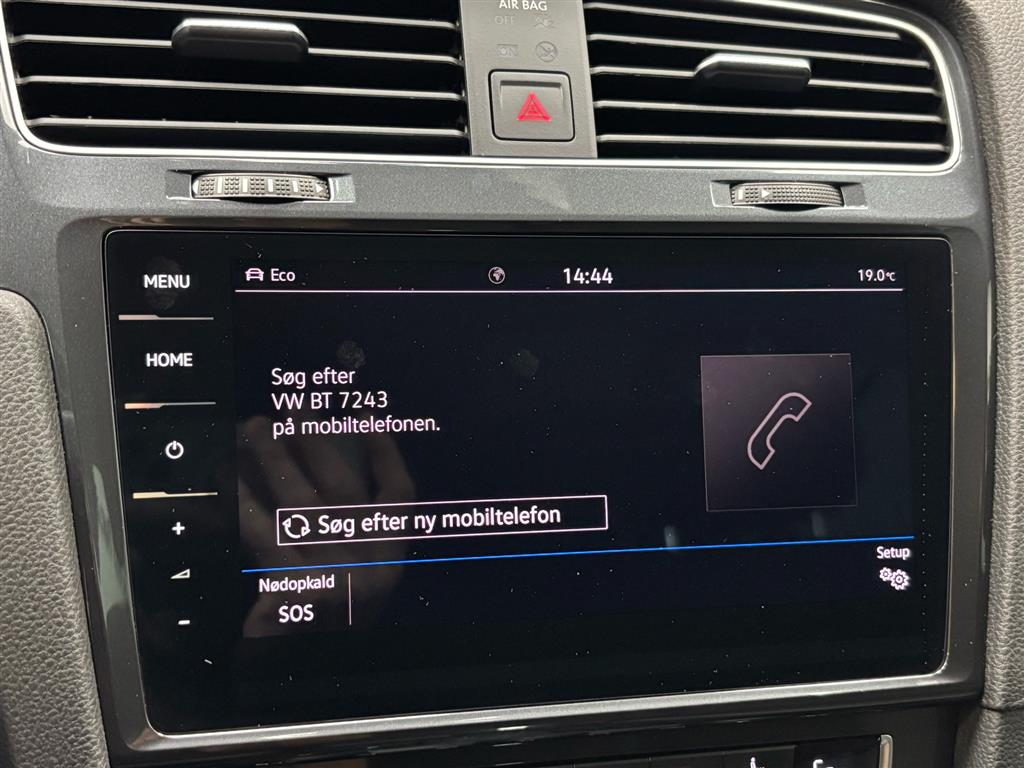 AIR BAG
OFF
ON
MENU
Eco
14:44
19.0°C
HOME
Søg efter
VW BT 7243
på mobiltelefonen.
Søg efter ny mobiltelefon
+
-
Setup
Nødopkald
SOS